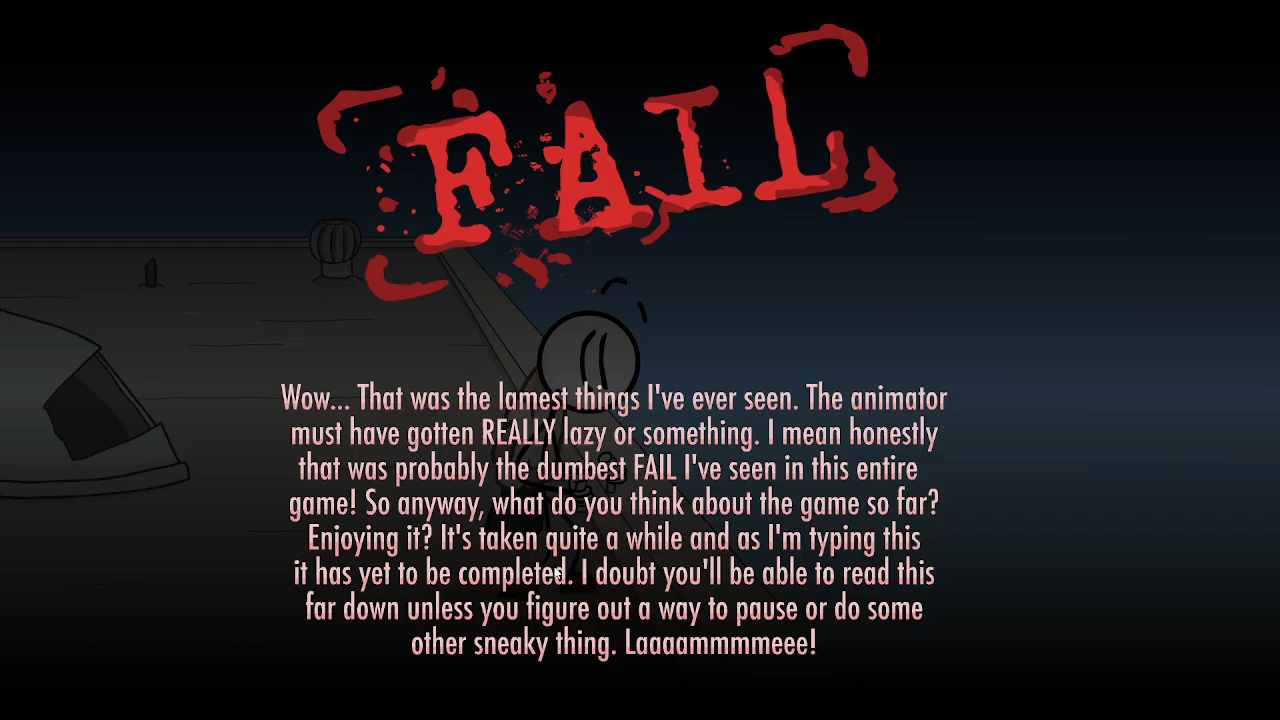 FAIL
Wow... That was the lamest things I've ever seen. The animator
must have gotten REALLY lazy or something. I mean honestly
that was probably the dumbest FAIL I've seen in this entire
game! So anyway, what do you think about the game so far?
Enjoying it? It's taken quite a while and as I'm typing this
it has yet to be completed. I doubt you'll be able to read this
far down unless you figure out a way to pause or do some
other sneaky thing. Laaaammmmeee!